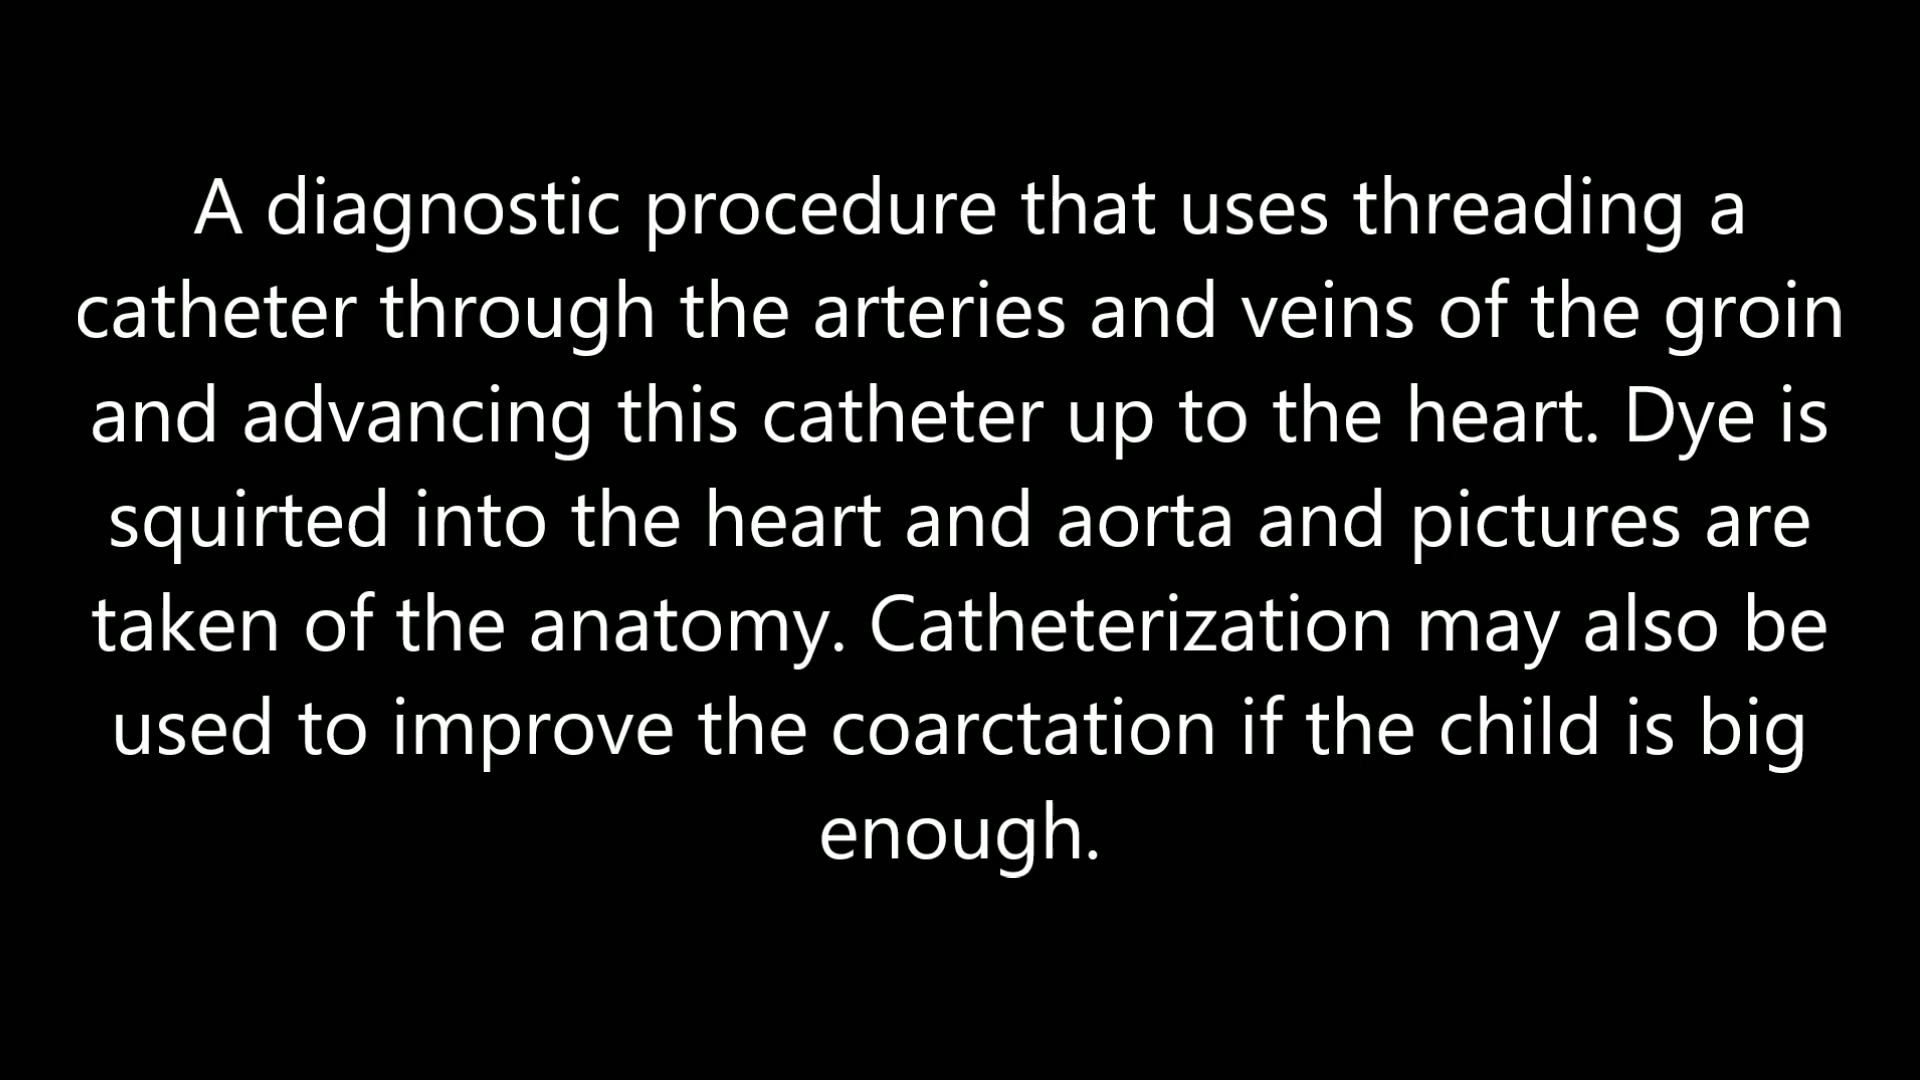 A diagnostic procedure that uses threading a
catheter through the arteries and veins of the groin
and advancing this catheter up to the heart. Dye is
squirted into the heart and aorta and pictures are
taken of the anatomy. Catheterization may also be
used to improve the coarctation if the child is big
enough.